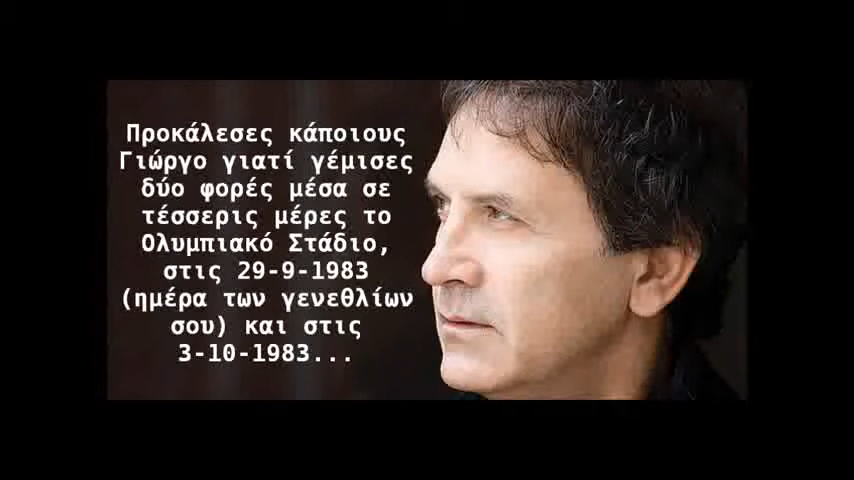 Προκάλεσες κάποιους
Γιώργο γιατί γέμισες
δύο φορές μέσα σε
τέσσερις μέρες το
Ολυμπιακό Στάδιο,
στις 29-9-1983
(ημέρα των γενεθλίων
σου) και στις
3-10-1983...